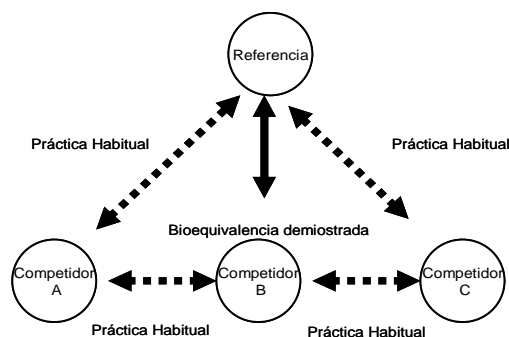 Referencia
Práctica Habitual
Práctica Habitual
Bioequivalencia demiostrada
Competidor
A
Competidor
B
Competidor
C
Práctica Habitual
Práctica Habitual